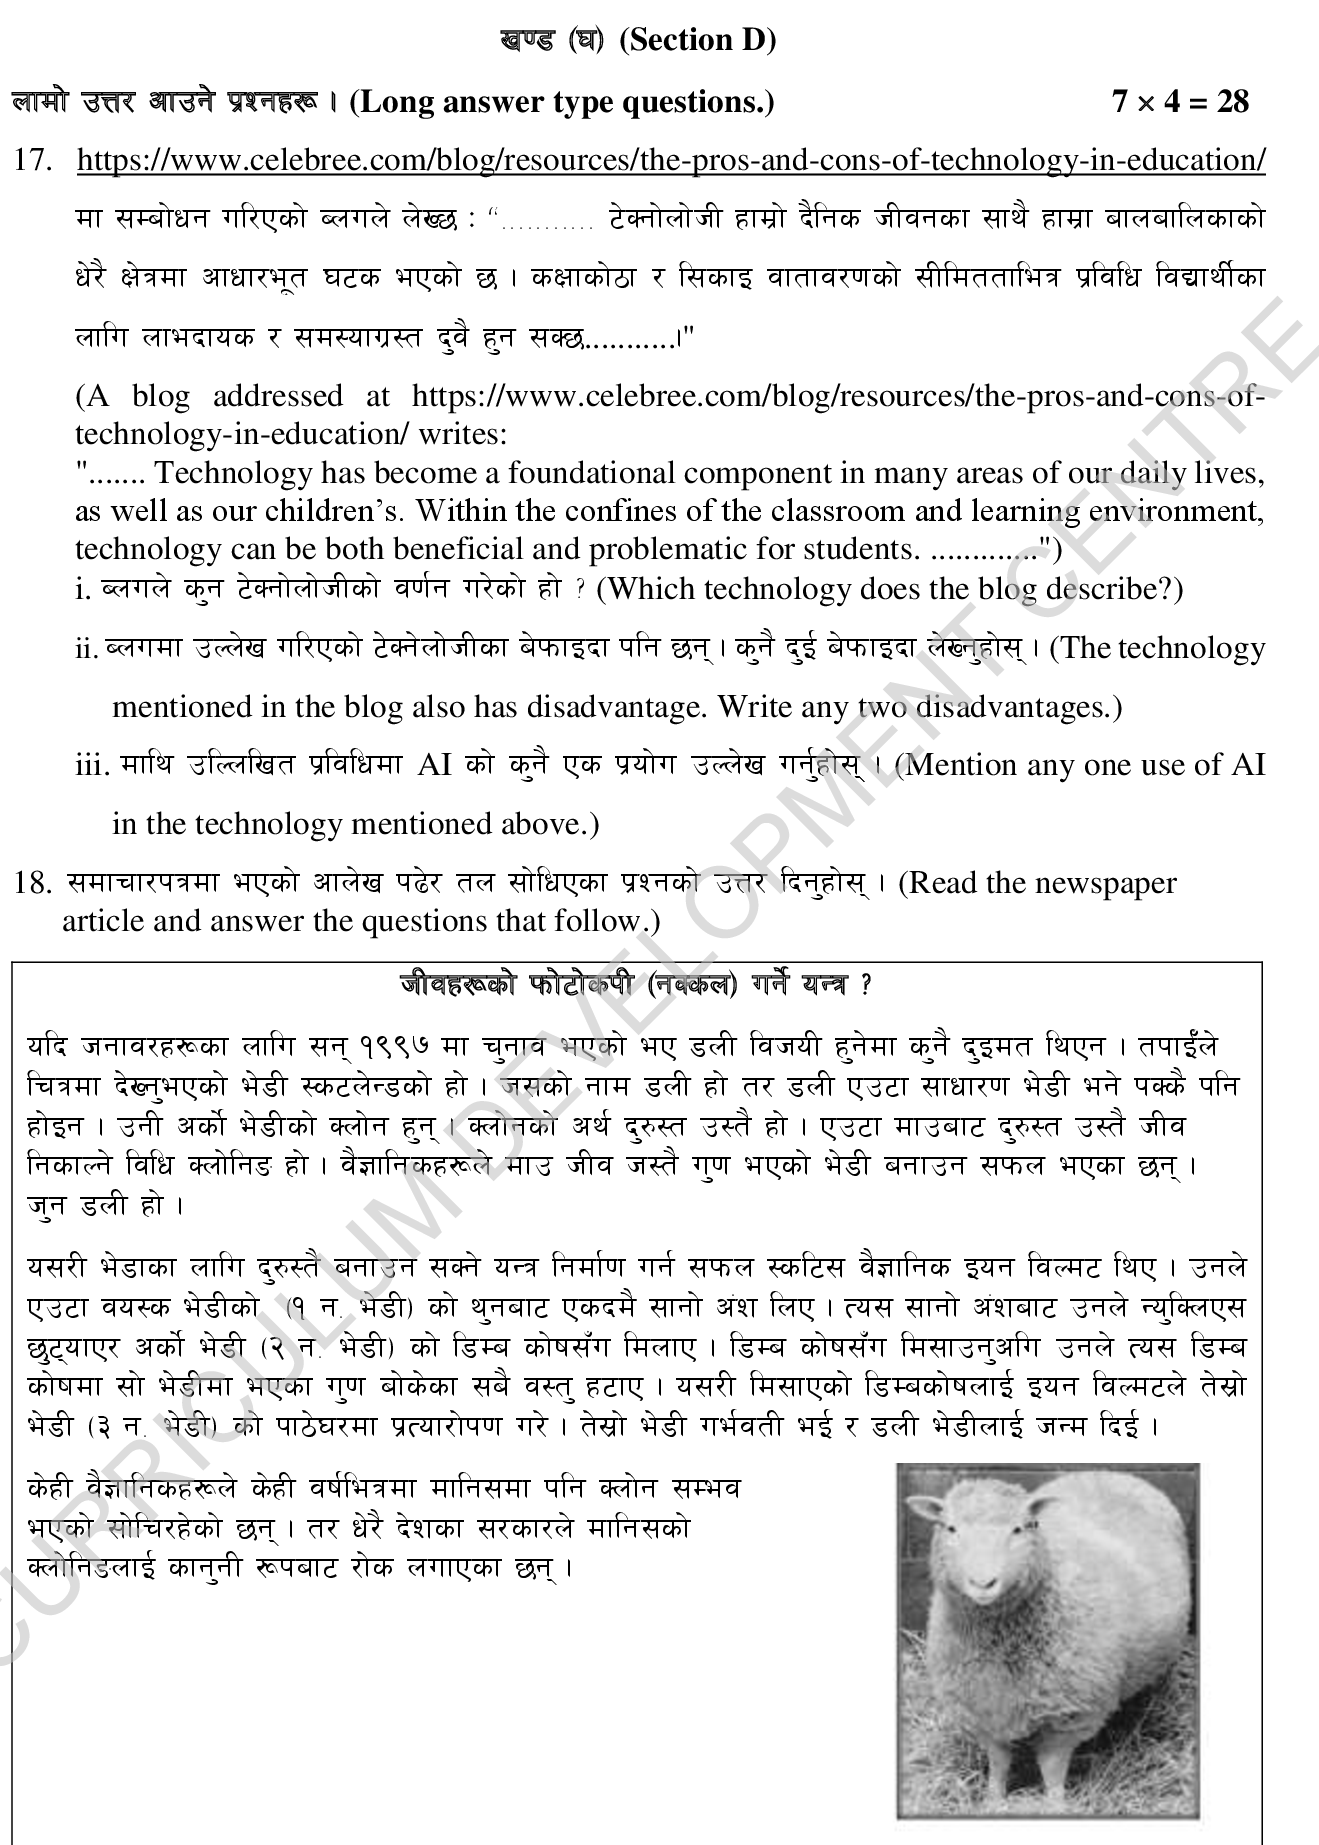 खण्ड (घ) (Section D)
लामो उत्तर आउने प्रश्नहरू । (Long answer type questions.) 7 × 4 = 28
17. https://www.celebree.com/blog/resources/the-pros-and-cons-of-technology-in-education/
मा सम्बोधन गरिएको ब्लगले लेख्छ : “........... टेक्नोलोजी हाम्रो दैनिक जीवनका साथै हाम्रा बालबालिकाको
धेरै क्षेत्रमा आधारभूत घटक भएको छ । कक्षाकोठा र सिकाइ वातावरणको सीमितताभित्र प्रविधि विद्यार्थीका
लागि लाभदायक र समस्याग्रस्त दुवै हुन सक्छ...........।"
(A blog addressed at https://www.celebree.com/blog/resources/the-pros-and-cons-of-
technology-in-education/ writes:
"....... Technology has become a foundational component in many areas of our daily lives,
as well as our children’s. Within the confines of the classroom and learning environment,
technology can be both beneficial and problematic for students. .............")
i. ब्लगले कुन टेक्नोलोजीको वर्णन गरेको हो ? (Which technology does the blog describe?)
ii. ब्लगमा उल्लेख गरिएको टेक्नेलोजीका बेफाइदा पनि छन् । कुनै दुई बेफाइदा लेख्नुहोस् । (The technology
mentioned in the blog also has disadvantage. Write any two disadvantages.)
iii. माथि उल्लिखित प्रविधिमा AI को कुनै एक प्रयोग उल्लेख गर्नुहोस् । (Mention any one use of AI
in the technology mentioned above.)
18. समाचारपत्रमा भएको आलेख पढेर तल सोधिएका प्रश्नको उत्तर दिनुहोस् । (Read the newspaper
article and answer the questions that follow.)
जीवहरूको फोटोकपी (नक्कल) गर्ने यन्त्र ?
यदि जनावरहरूका लागि सन् १९९७ मा चुनाव भएको भए डली विजयी हुनेमा कुनै दुइमत थिएन । तपाईंले
चित्रमा देख्नुभएको भेडी स्कटलेन्डको हो । जसको नाम डली हो तर डली एउटा साधारण भेडी भने पक्कै पनि
होइन । उनी अर्को भेडीको क्लोन हुन् । क्लोनको अर्थ दुरुस्त उस्तै हो । एउटा माउबाट दुरुस्त उस्तै जीव
निकाल्ने विधि क्लोनिङ हो । वैज्ञानिकहरूले माउ जीव जस्तै गुण भएको भेडी बनाउन सफल भएका छन् ।
जुन डली हो ।
यसरी भेडाका लागि दुरुस्तै बनाउन सक्ने यन्त्र निर्माण गर्न सफल स्कटिस वैज्ञानिक इयन विल्मट थिए । उनले
एउटा वयस्क भेडीको (१ न. भेडी) को थुनबाट एकदमै सानो अंश लिए । त्यस सानो अंशबाट उनले न्युक्लिएस
छुट्याएर अर्को भेडी (२ न. भेडी) को डिम्ब कोषसँग मिलाए । डिम्ब कोषसँग मिसाउनुअगि उनले त्यस डिम्ब
कोषमा सो भेडीमा भएका गुण बोकेका सबै वस्तु हटाए । यसरी मिसाएको डिम्बकोषलाई इयन विल्मटले तेस्रो
भेडी (३ न. भेडी) को पाठेघरमा प्रत्यारोपण गरे । तेस्रो भेडी गर्भवती भई र डली भेडीलाई जन्म दिई ।
केही वैज्ञानिकहरूले केही वर्षभित्रमा मानिसमा पनि क्लोन सम्भव
भएको सोचिरहेको छन् । तर धेरै देशका सरकारले मानिसको
क्लोनिङलाई कानुनी रूपबाट रोक लगाएका छन् ।
CURRICULUM DEVELOPMENT CENTRE